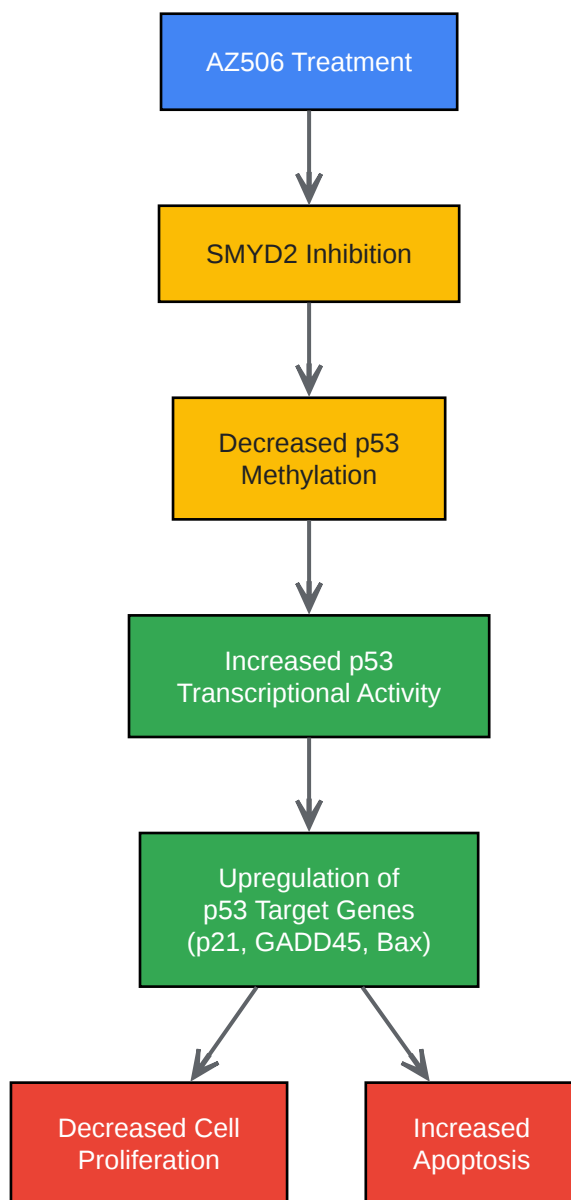 AZ506 Treatment
SMYD2 Inhibition
Decreased p53
Methylation
Increased p53
Transcriptional Activity
Upregulation of
p53 Target Genes
(p21, GADD45, Bax)
Decreased Cell
Proliferation
Increased
Apoptosis